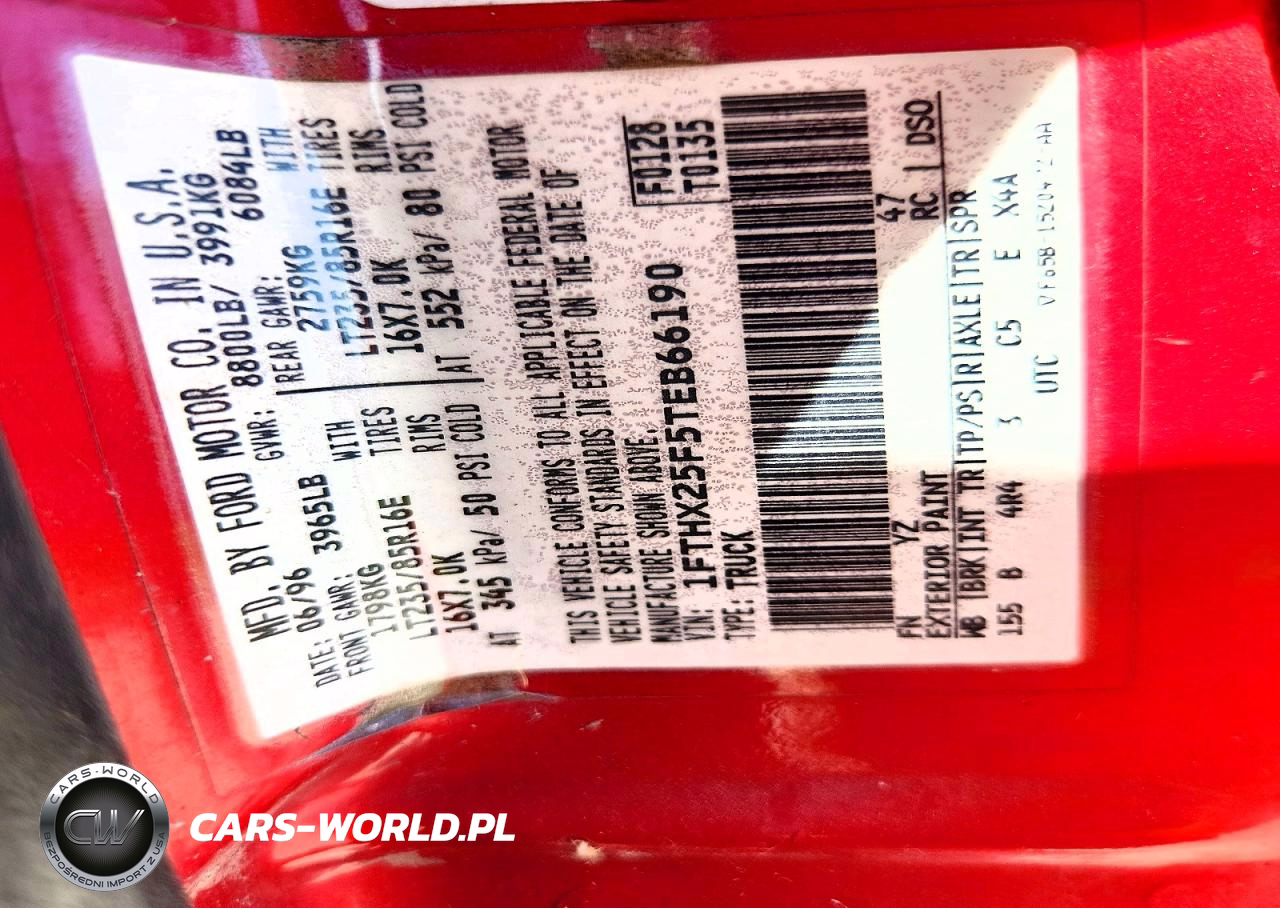 MFD. BY FORD MOTOR CO. IN U.S.A.
DATE: 06/96 GVWR: 8800LB/ 3991KG
FRONT GAWR: 3965LB REAR GAWR: 6084LB
1798KG WITH 2759KG WITH
LT235/85R16E TIRES LT235/85R16E TIRES
16X7.0K RIMS 16X7.0K RIMS
AT 345 kPa/ 50 PSI COLD AT 552 kPa/ 80 PSI COLD
THIS VEHICLE CONFORMS TO ALL APPLICABLE FEDERAL MOTOR
VEHICLE SAFETY STANDARDS IN EFFECT ON THE DATE OF
MANUFACTURE SHOWN ABOVE.
VIN: 1FTHX25F5TEB66190 F0128
TYPE: TRUCK T0135
FN YZ 47
EXTERIOR PAINT RC | DSO
WB |BRK|INT TR|TP/PS|R|AXLE|TR|SPR
155 B 4R4 3 C5 E X4A
UTC
CARS-WORLD
CW
BEZPOŚREDNI IMPORT Z USA
CARS-WORLD.PL